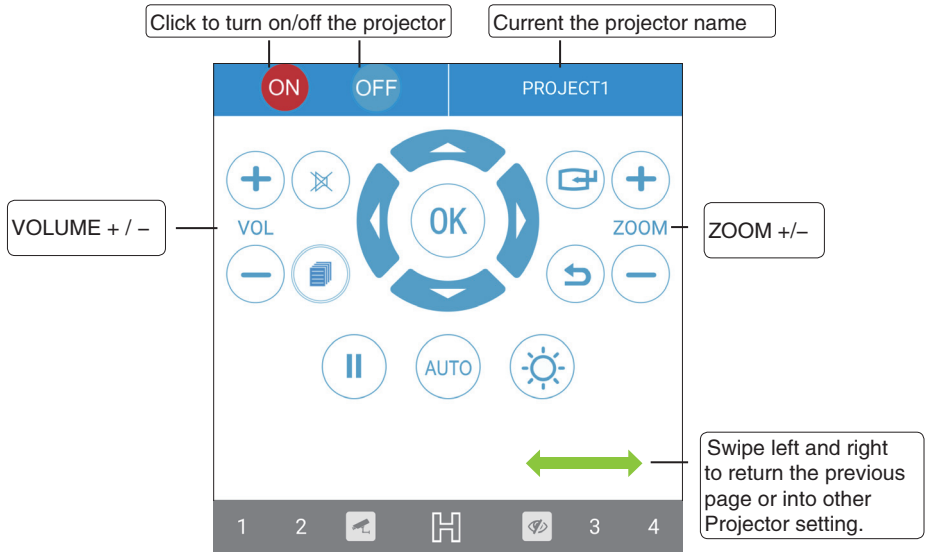 Click to turn on/off the projector
Current the projector name
ON
OFF
PROJECT1
VOLUME + / –
VOL
OK
ZOOM
ZOOM +/–
AUTO
Swipe left and right
to return the previous
page or into other
Projector setting.
1 2 H 3 4